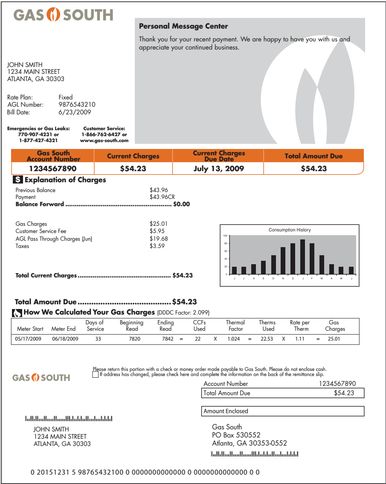 GAS SOUTH
Personal Message Center
Thank you for your recent payment. We are happy to have you with us and
appreciate your continued business.
JOHN SMITH
1234 MAIN STREET
ATLANTA, GA 30303
Rate Plan: Fixed
AGL Number: 9876543210
Bill Date: 6/23/2009
Emergencies or Gas Leaks: Customer Service:
770-907-4231 or 1-866-762-6427 or
1-877-427-4321 www.gas-south.com
Gas South Account Number Current Charges Current Charges Due Date Total Amount Due
1234567890 $54.23 July 13, 2009 $54.23
$ Explanation of Charges
Previous Balance $43.96
Payment $43.96CR
Balance Forward $0.00
Gas Charges $25.01
Customer Service Fee $5.95
AGL Pass Through Charges (Jun) $19.68
Taxes $3.59
Consumption History
Total Current Charges $54.23
Total Amount Due $54.23
How We Calculated Your Gas Charges (DDDC Factor: 2.099)
Meter Start Meter End Days of Service Beginning Read Ending Read CCFs Used Thermal Factor Therms Used Rate per Therm Gas Charges
05/17/2009 06/18/2009 33 7820 7842 = 22 X 1.024 = 22.53 X 1.11 = 25.01
Please return this portion with a check or money order made payable to Gas South. Please do not enclose cash.
If address has changed, please check here and complete the information on the back of the remittance slip.
GAS SOUTH
Account Number 1234567890
Total Amount Due $54.23
Amount Enclosed
JOHN SMITH
1234 MAIN STREET
ATLANTA, GA 30303
Gas South
PO Box 530552
Atlanta, GA 30353-0552
0 20151231 5 98765432100 0 0000000000000 0 0000000000000 0 0